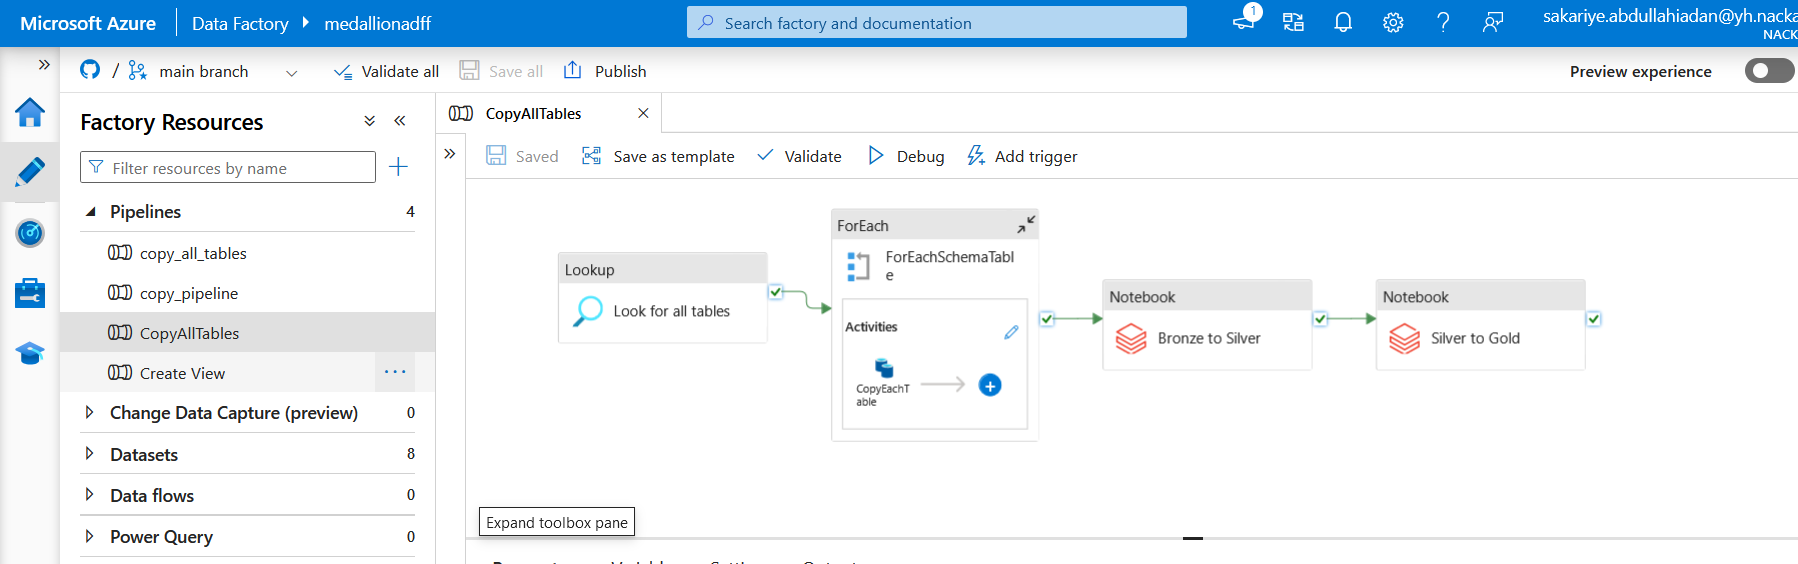 Microsoft Azure
Data Factory
medallionadff
Search factory and documentation
1
sakariye.abdullahiadan@yh.nacka
NACK
/
main branch
Validate all
Save all
Publish
Preview experience
Factory Resources
CopyAllTables
Filter resources by name
Saved
Save as template
Validate
Debug
Add trigger
Pipelines
4
copy_all_tables
copy_pipeline
CopyAllTables
Create View
Change Data Capture (preview)
0
Datasets
8
Data flows
0
Power Query
0
Lookup
Look for all tables
ForEach
ForEachSchemaTabl
e
Activities
CopyEachT
able
Notebook
Bronze to Silver
Notebook
Silver to Gold
Expand toolbox pane